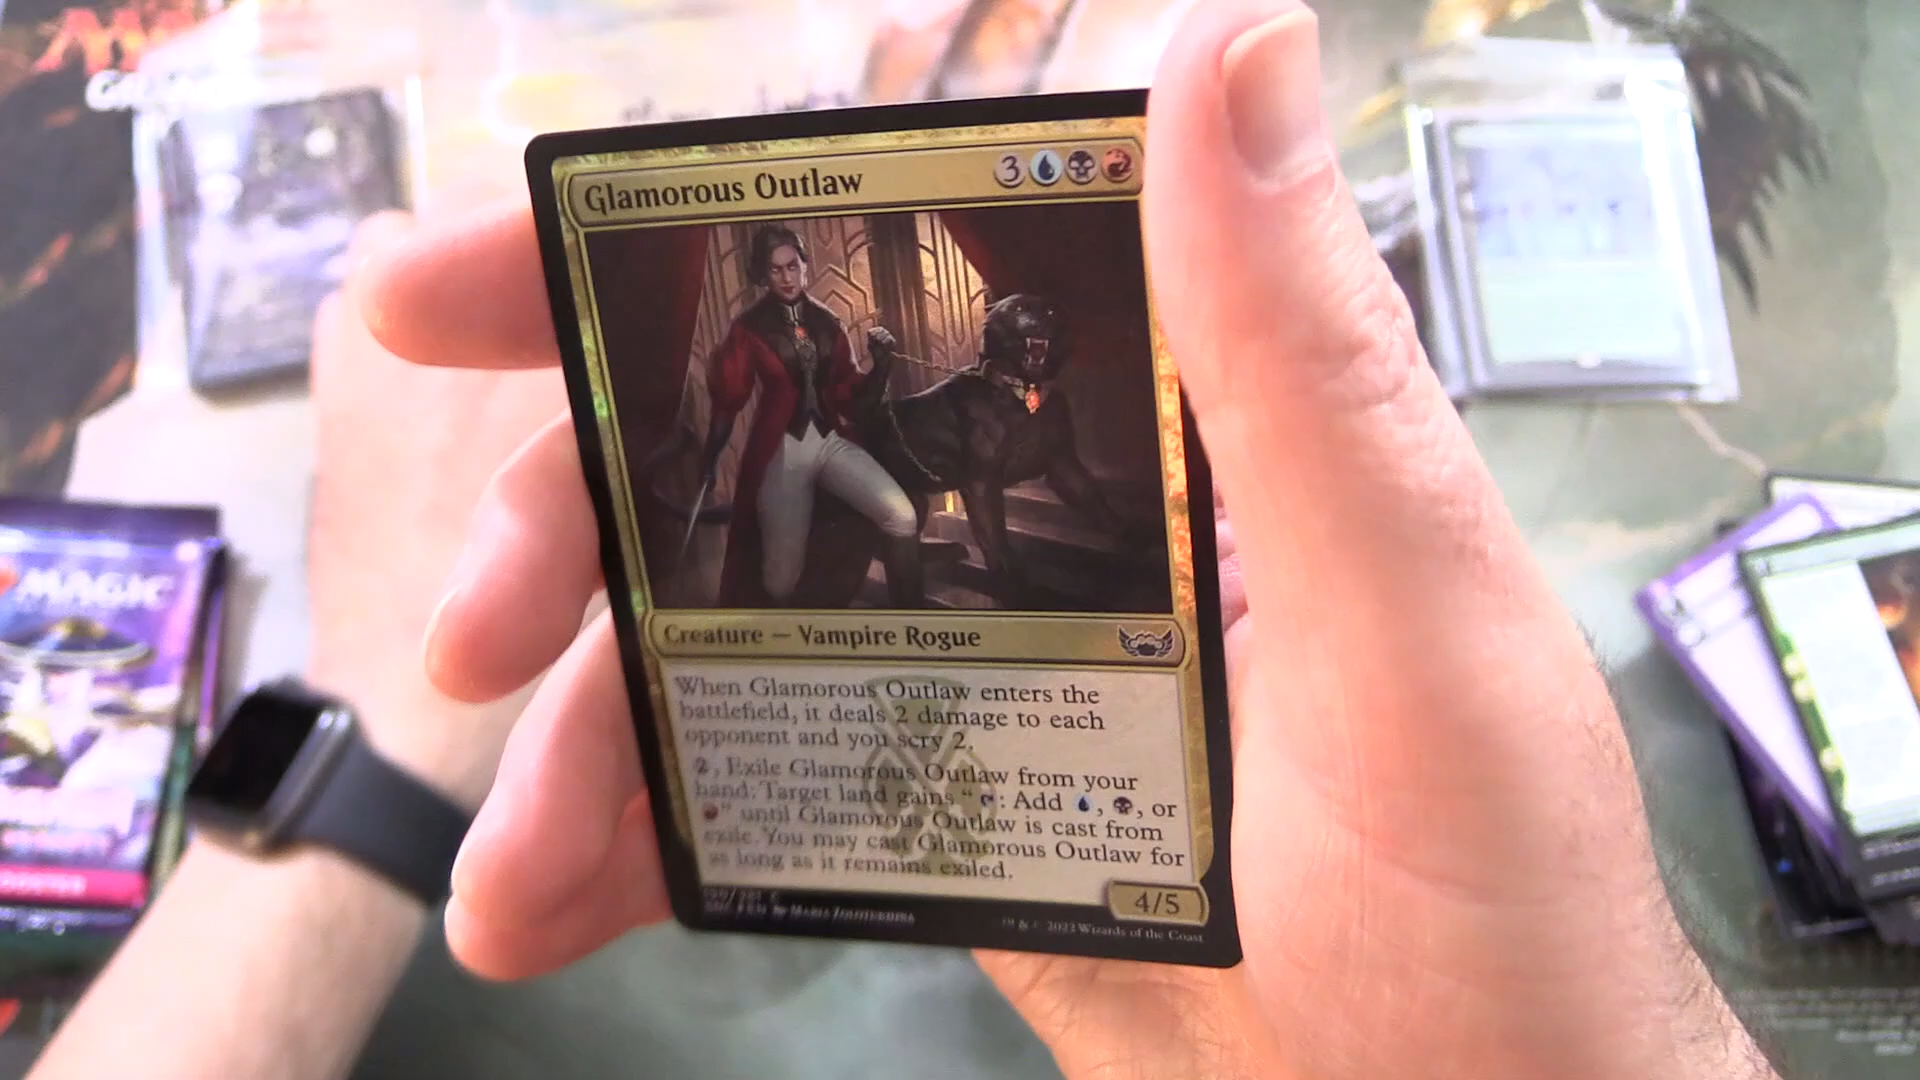 Glamorous Outlaw
3
Creature — Vampire Rogue
When Glamorous Outlaw enters the
battlefield, it deals 2 damage to each
opponent and you scry 2.
2, Exile Glamorous Outlaw from your
hand: Target land gains “ : Add , , or
” until Glamorous Outlaw is cast from
exile. You may cast Glamorous Outlaw for
as long as it remains exiled.
4/5
™ & © 2022 Wizards of the Coast
MAGIC